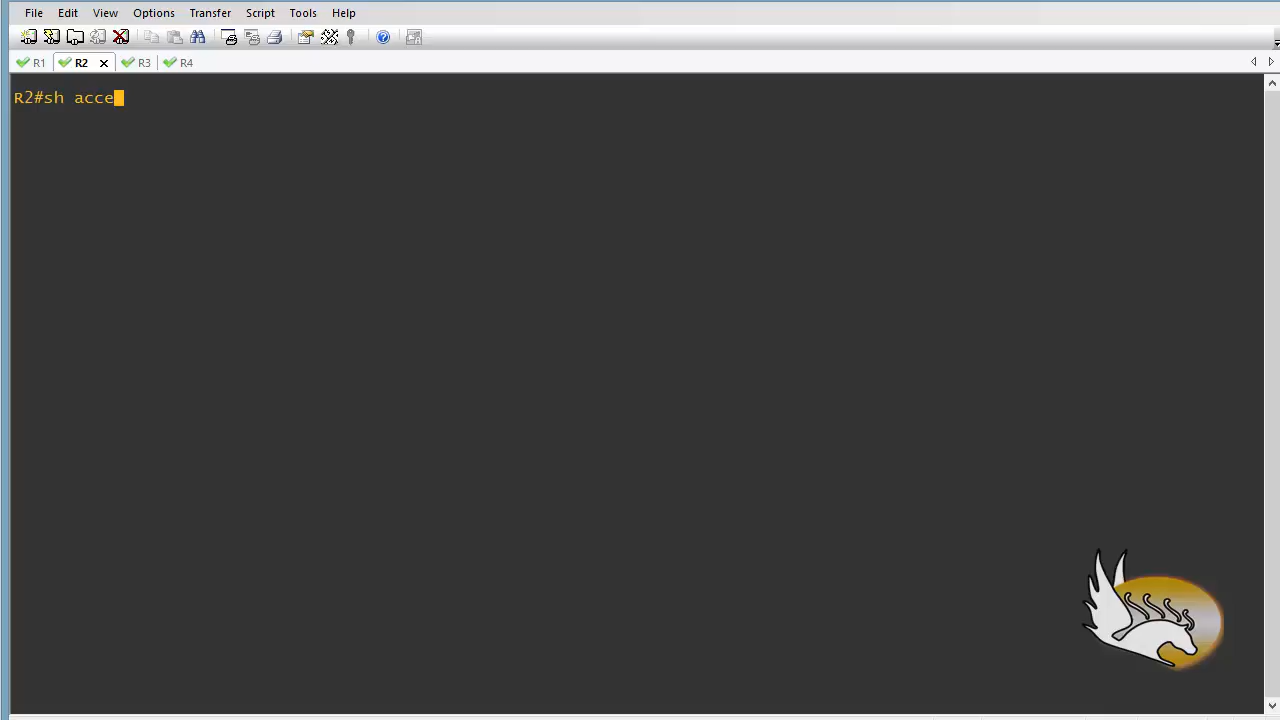 File Edit View Options Transfer Script Tools Help
R1 R2 R3 R4
R2#sh acce